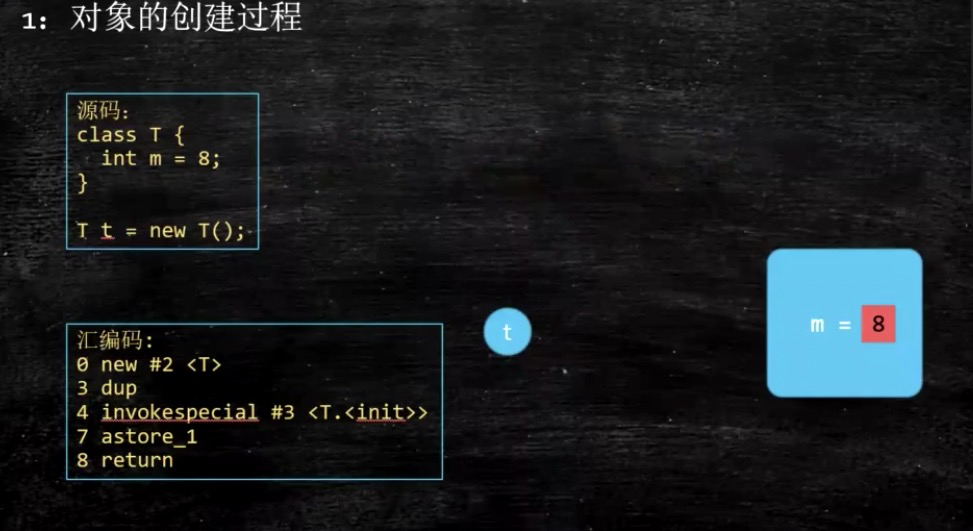 1: 对象的创建过程
源码:
class T {
  int m = 8;
}
T t = new T();
汇编码:
0 new #2 <T>
3 dup
4 invokespecial #3 <T.<init>>
7 astore_1
8 return
t
m = 8